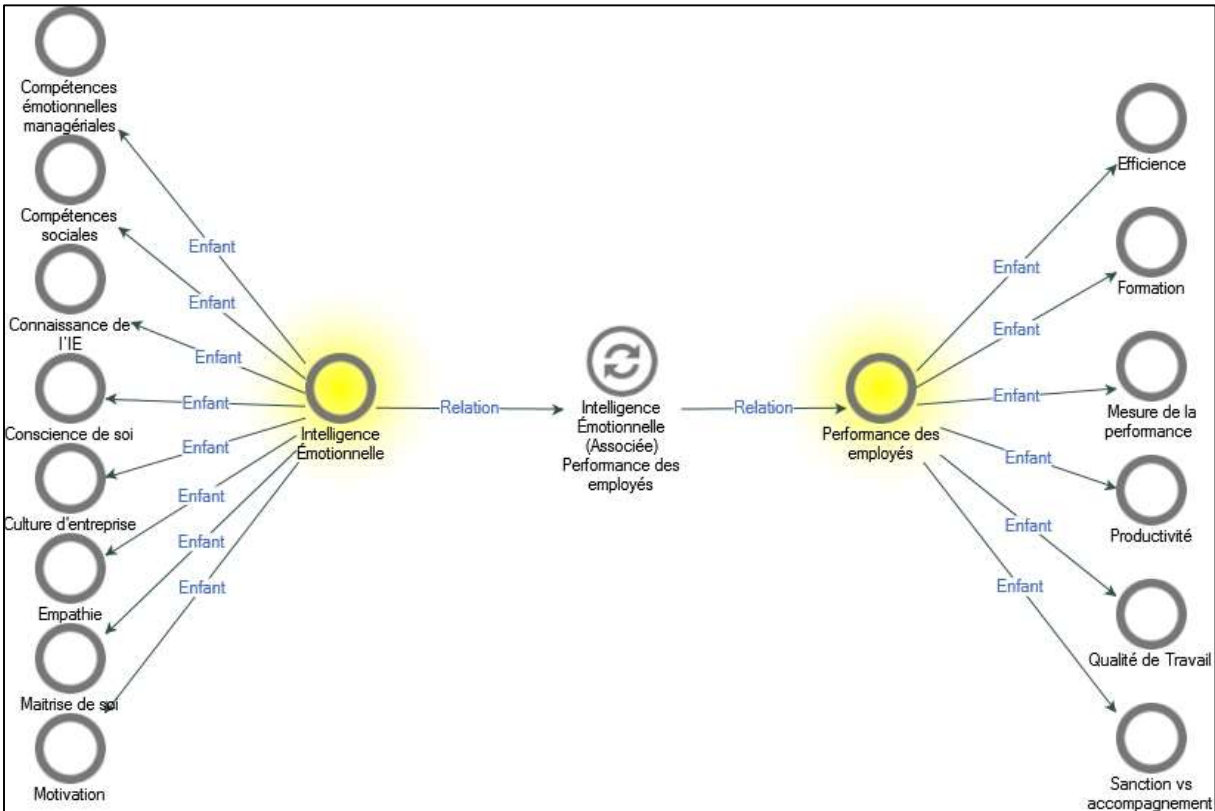 Compétences
émotionnelles
managériales
Compétences
sociales
Connaissance de
l'IE
Conscience de soi
Culture d'entreprise
Empathie
Maitrise de soi
Motivation
Enfant
Enfant
Enfant
Enfant
Enfant
Enfant
Enfant
Enfant
Intelligence
Émotionnelle
Relation
Intelligence
Émotionnelle
(Associée)
Performance des
employés
Relation
Performance des
employés
Enfant
Enfant
Enfant
Enfant
Enfant
Enfant
Efficience
Formation
Mesure de la
performance
Productivité
Qualité de Travail
Sanction vs
accompagnement